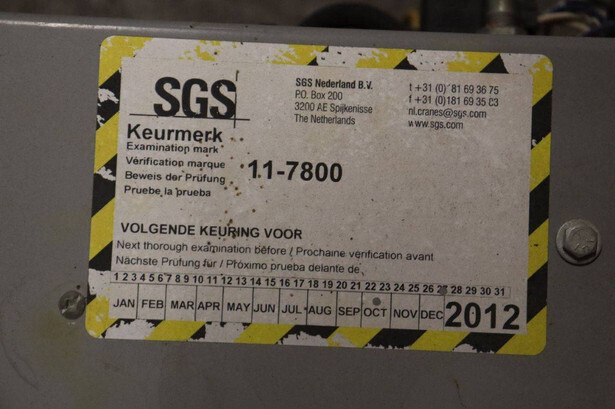 SGS
SGS Nederland B.V.
P.O. Box 200
3200 AE Spijkenisse
The Netherlands
t +31 (0) 81 69 36 75
f +31 (0)181 69 35 C3
nl.cranes@sgs.com
www.sgs.com
Keurmerk
Examination mark
Vérification marque
Beweis der Prüfung
Pruebe la prueba
11-7800
VOLGENDE KEURING VOOR
Next thorough examination before / Prochaine vérification avant
Nächste Prüfung für / Próximo prueba delante de
1 2 3 4 5 6 7 8 9 10 11 12 13 14 15 16 17 18 19 20 21 22 23 24 25 26 27 28 29 30 31
JAN FEB MAR APR MAY JUN JUL AUG SEP OCT NOV DEC 2012